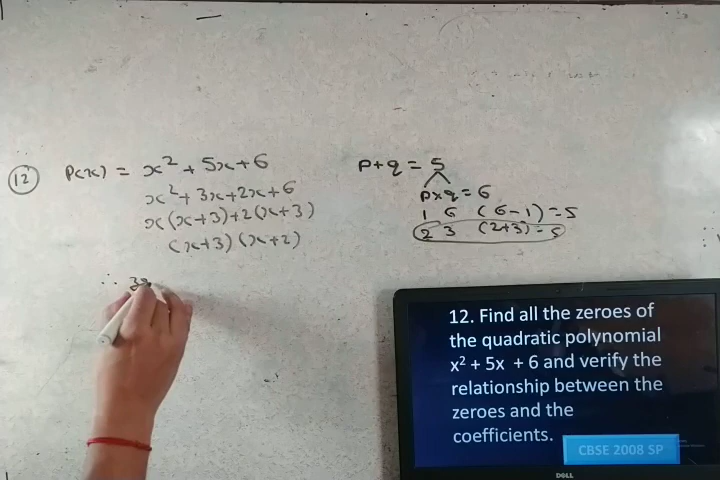 12 P(x) = x² + 5x + 6
x² + 3x + 2x + 6
x(x+3) + 2(x+3)
(x+3) (x+2)
∴
P + q = 5
P x q = 6
1 6 (6-1) = 5
2 3 (2+3) = 5
12. Find all the zeroes of
the quadratic polynomial
x² + 5x + 6 and verify the
relationship between the
zeroes and the
coefficients.
CBSE 2008 SP
DELL